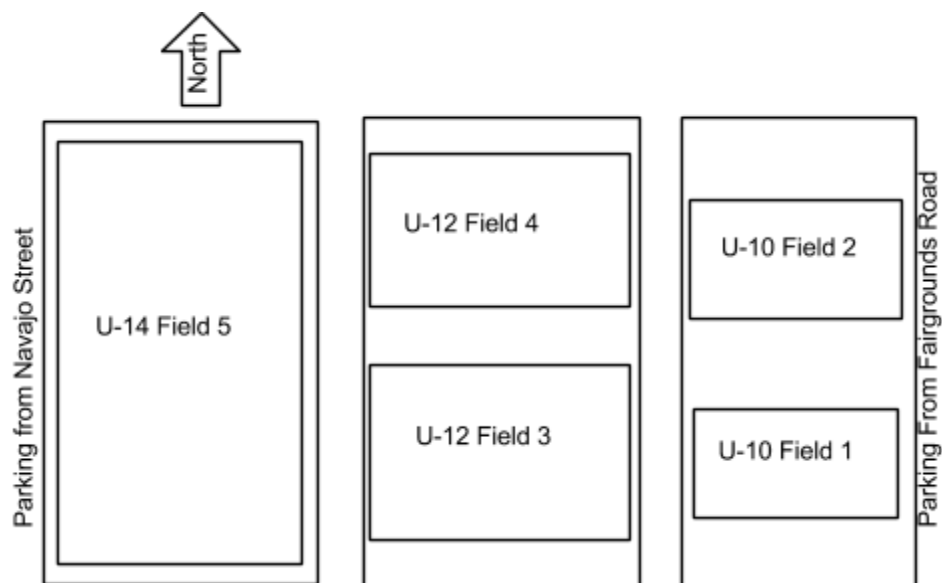 North
Parking from Navajo Street
U-14 Field 5
U-12 Field 4
U-12 Field 3
U-10 Field 2
U-10 Field 1
Parking From Fairgrounds Road